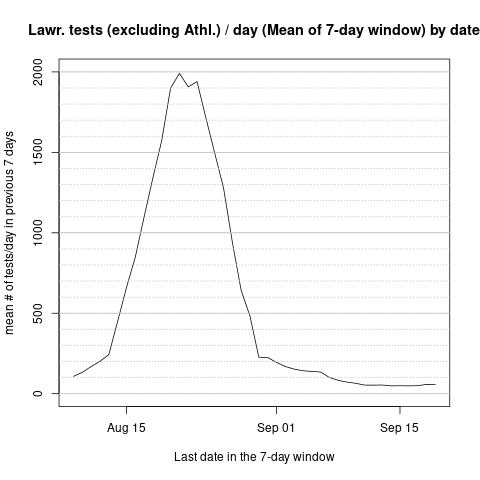 Lawr. tests (excluding Athl.) / day (Mean of 7-day window) by date
mean # of tests/day in previous 7 days
2000
1500
1000
500
0
Aug 15 Sep 01 Sep 15
Last date in the 7-day window